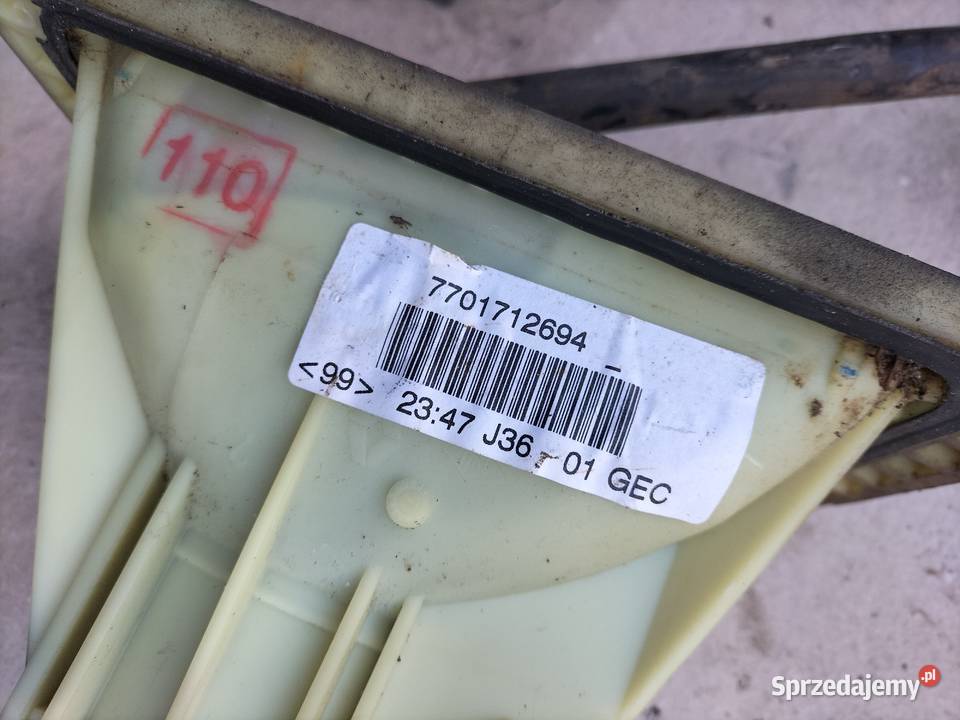 110
7701712694 _
<99> 23:47 J36 - 01 GEC
Sprzedajemy.pl